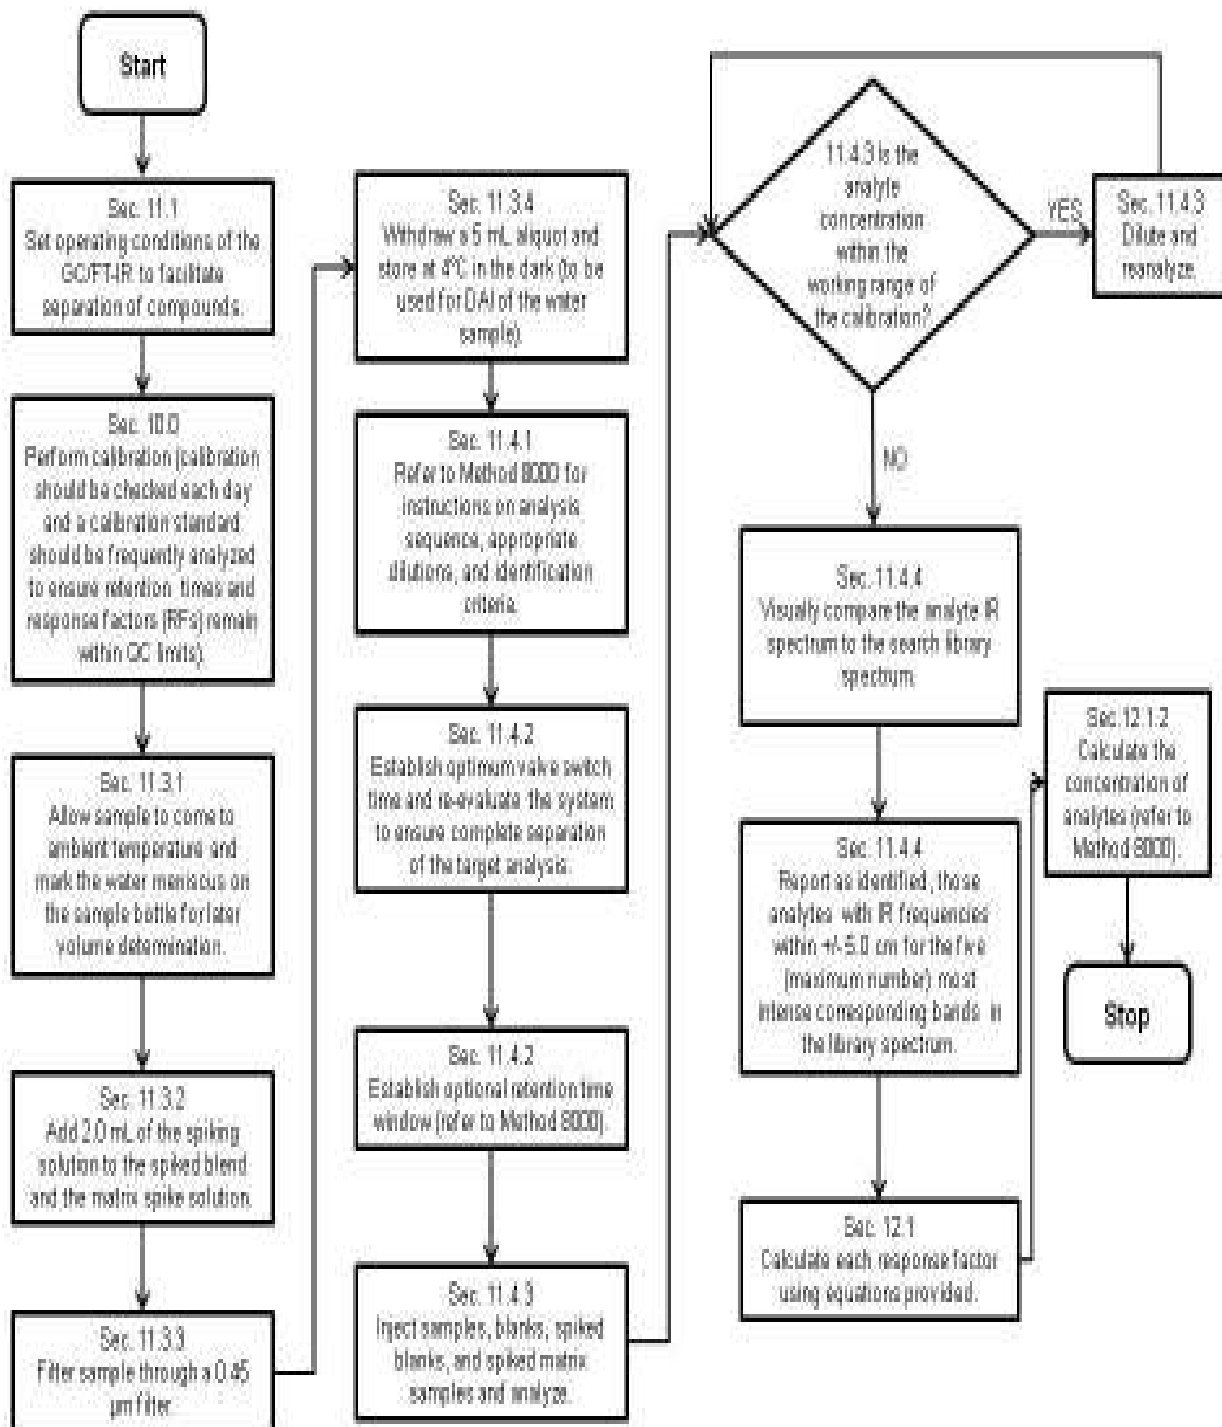 Start
Sec. 11.1
Set operating conditions of the
GC/FT-IR to facilitate
separation of compounds.
Sec. 10.0
Perform calibration (calibration
should be checked each day
and a calibration standard
should be frequently analyzed
to ensure retention times and
response factors (RFs) remain
within QC limits).
Sec. 11.3.1
Allow sample to come to
ambient temperature and
mark the water meniscus on
the sample bottle for later
volume determination.
Sec. 11.3.2
Add 2.0 mL of the spiking
solution to the spiked blend
and the matrix spike solution.
Sec. 11.3.3
Filter sample through a 0.45
µm filter.
Sec. 11.3.4
Withdraw a 5 mL aliquot and
store at 4°C in the dark (to be
used for DAI of the water
sample).
Sec. 11.4.1
Refer to Method 8000 for
instructions on analysis
sequence, appropriate
dilutions, and identification
criteria.
Sec. 11.4.2
Establish optimum valve switch
time and re-evaluate the system
to ensure complete separation
of the target analysis.
Sec. 11.4.2
Establish optional retention time
window (refer to Method 8000).
Sec. 11.4.3
Inject samples, blanks, spiked
blanks, and spiked matrix
samples and analyze.
11.4.3 is the
analyte
concentration
within the
working range of
the calibration?
YES
Sec. 11.4.3
Dilute and
reanalyze.
NO
Sec. 11.4.4
Visually compare the analyte IR
spectrum to the search library
spectrum.
Sec. 11.4.4
Report as identified, those
analytes with IR frequencies
within +/- 5.0 cm for the five
(maximum number) most
intense corresponding bands in
the library spectrum.
Sec. 12.1
Calculate each response factor
using equations provided.
Sec. 12.1.2
Calculate the
concentration of
analytes (refer to
Method 8000).
Stop